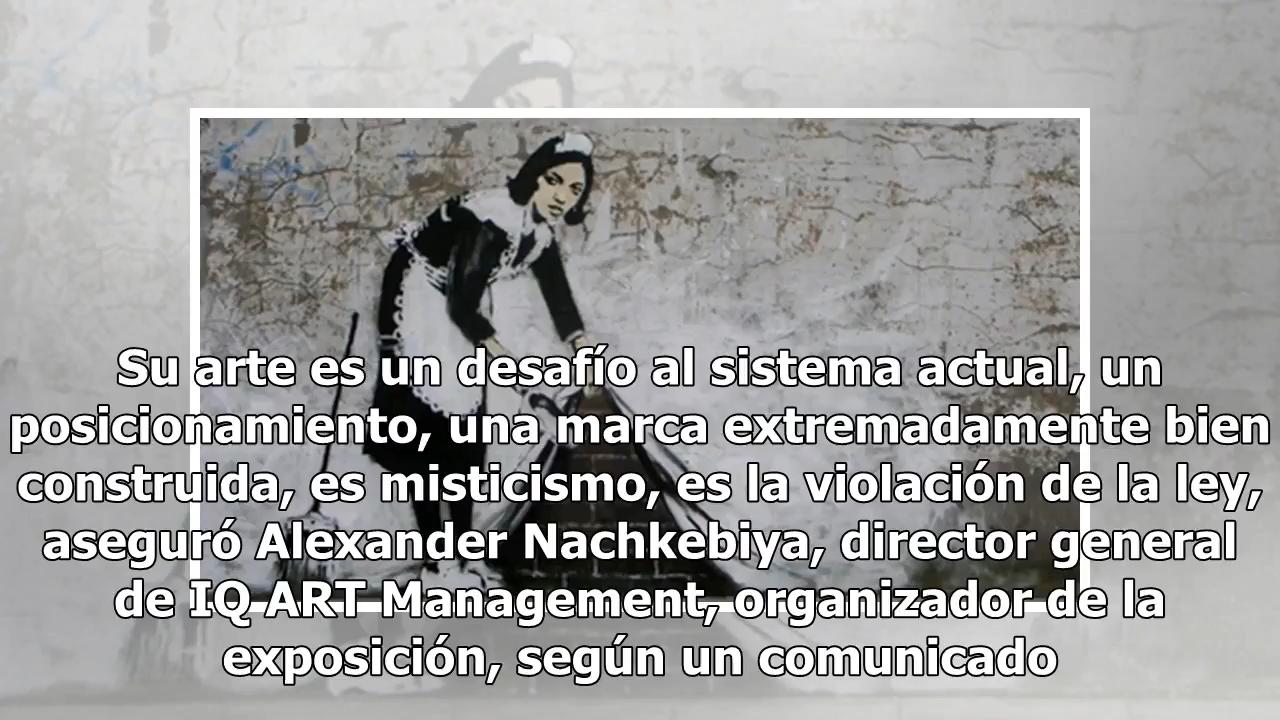 Su arte es un desafío al sistema actual, un
posicionamiento, una marca extremadamente bien
construida, es misticismo, es la violación de la ley,
aseguró Alexander Nachkebiya, director general
de IQ ART Management, organizador de la
exposición, según un comunicado